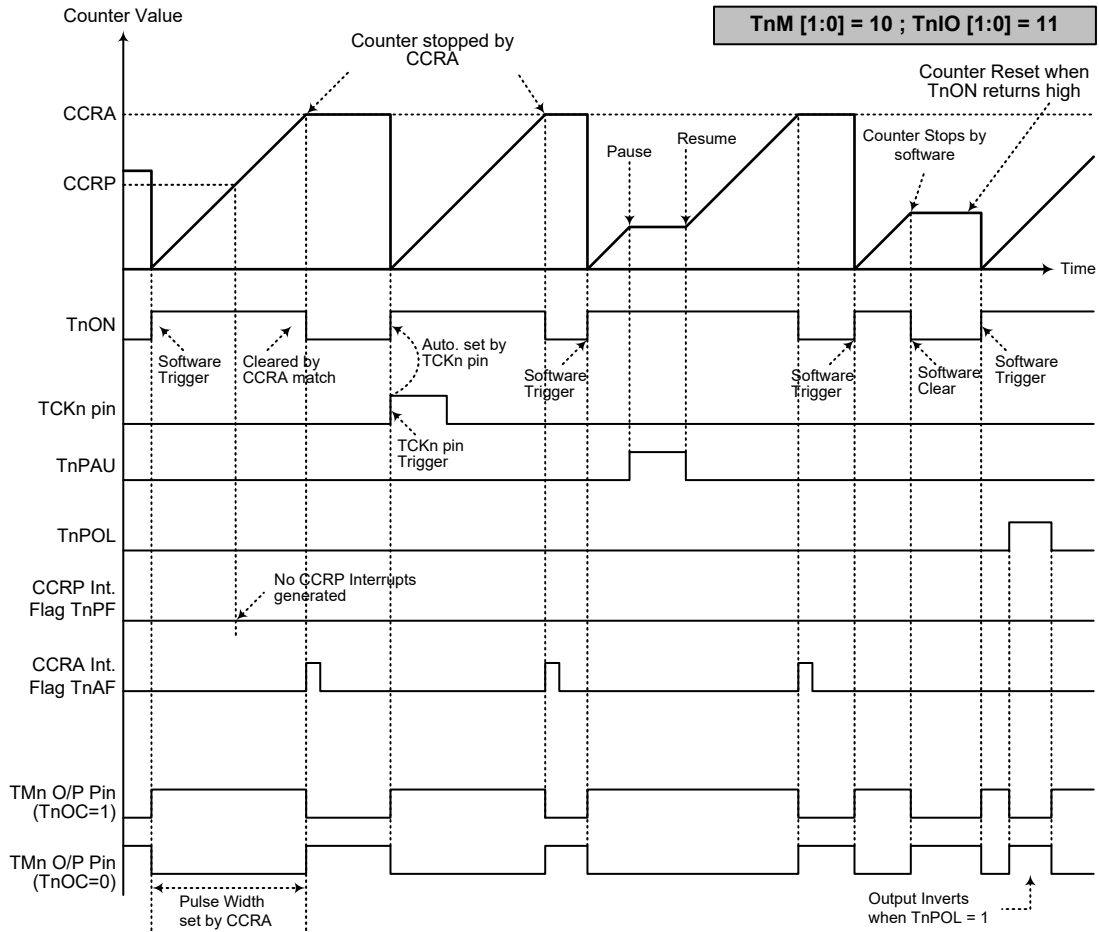 Counter Value
TnM [1:0] = 10 ; TnIO [1:0] = 11
Counter stopped by
CCRA
Counter Reset when
TnON returns high
CCRA
Pause
Resume
Counter Stops by
software
CCRP
Time
TnON
Software
Trigger
Cleared by
CCRA match
Auto. set by
TCKn pin
Software
Trigger
Software
Trigger
Software
Clear
Software
Trigger
TCKn pin
TCKn pin
Trigger
TnPAU
TnPOL
CCRP Int.
Flag TnPF
No CCRP Interrupts
generated
CCRA Int.
Flag TnAF
TMn O/P Pin
(TnOC=1)
TMn O/P Pin
(TnOC=0)
Pulse Width
set by CCRA
Output Inverts
when TnPOL = 1